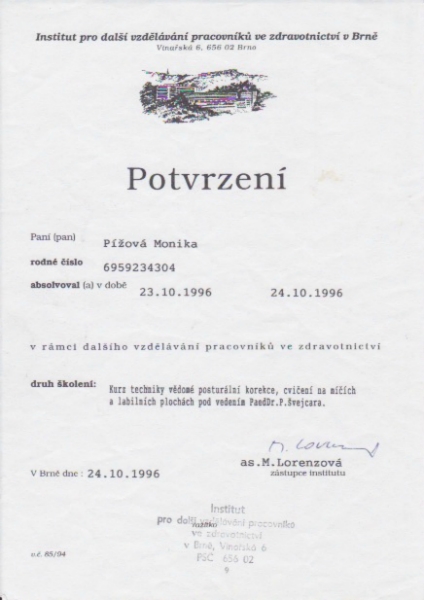 Institut pro další vzdělávání pracovníků ve zdravotnictví v Brně
Vinařská 6, 656 02 Brno
Potvrzení
Paní (pan) Pížová Monika
rodné číslo 6959234304
absolvoval (a) v době 23.10.1996 24.10.1996
v rámci dalšího vzdělávání pracovníků ve zdravotnictví
druh školení: Kurz techniky vědomé posturální korekce, cvičení na míčích
a labilních plochách pod vedením PaedDr.P.Švejcara.
M. Lorenzová
as.M.Lorenzová
V Brně dne : 24.10.1996 zástupce institutu
Institut
pro další vzdělávání pracovníků
ve zdravotnictví
v Brně, Vinařská 6
PSČ 656 02
9
v.č. 85/94